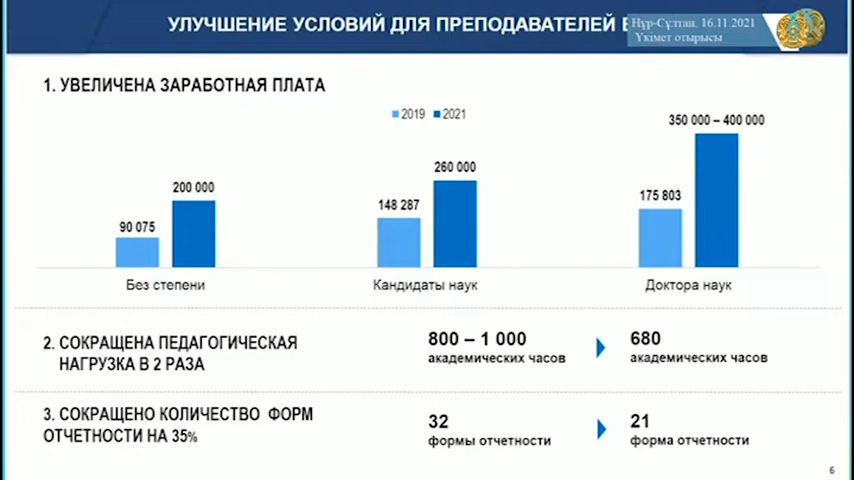 УЛУЧШЕНИЕ УСЛОВИЙ ДЛЯ ПРЕПОДАВАТЕЛЕЙ
Нұр-Сұлтан, 16.11.2021
Үкімет отырысы
1. УВЕЛИЧЕНА ЗАРАБОТНАЯ ПЛАТА
2019 2021
90 075 200 000 148 287 260 000 175 803 350 000 – 400 000
Без степени Кандидаты наук Доктора наук
2. СОКРАЩЕНА ПЕДАГОГИЧЕСКАЯ
НАГРУЗКА В 2 РАЗА
800 – 1 000
академических часов
680
академических часов
3. СОКРАЩЕНО КОЛИЧЕСТВО ФОРМ
ОТЧЕТНОСТИ НА 35%
32
формы отчетности
21
форма отчетности
6